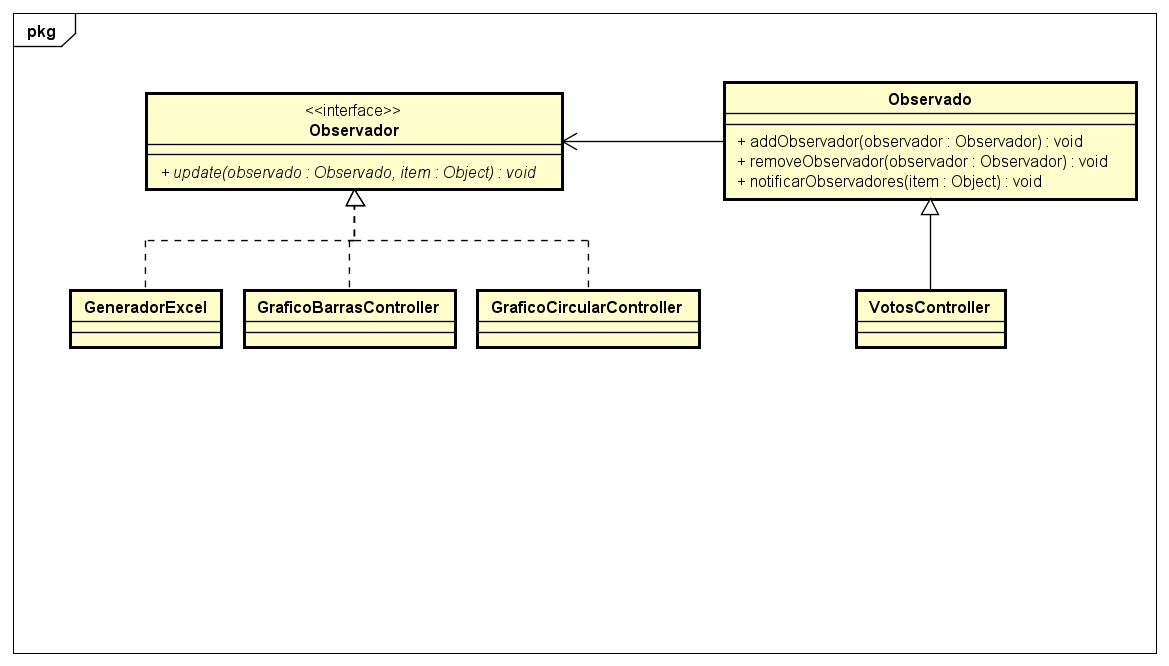 pkg
<<interface>>
Observador
+ update(observado : Observado, item : Object) : void
Observado
+ addObservador(observador : Observador) : void
+ removeObservador(observador : Observador) : void
+ notificarObservadores(item : Object) : void
GeneradorExcel
GraficoBarrasController
GraficoCircularController
VotosController